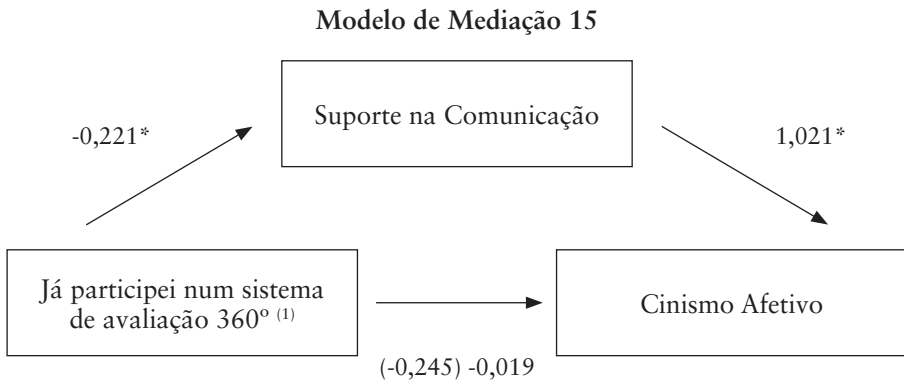 Modelo de Mediação 15
Suporte na Comunicação
-0,221*
1,021*
Já participei num sistema
de avaliação 360º (1)
Cinismo Afetivo
(-0,245) -0,019